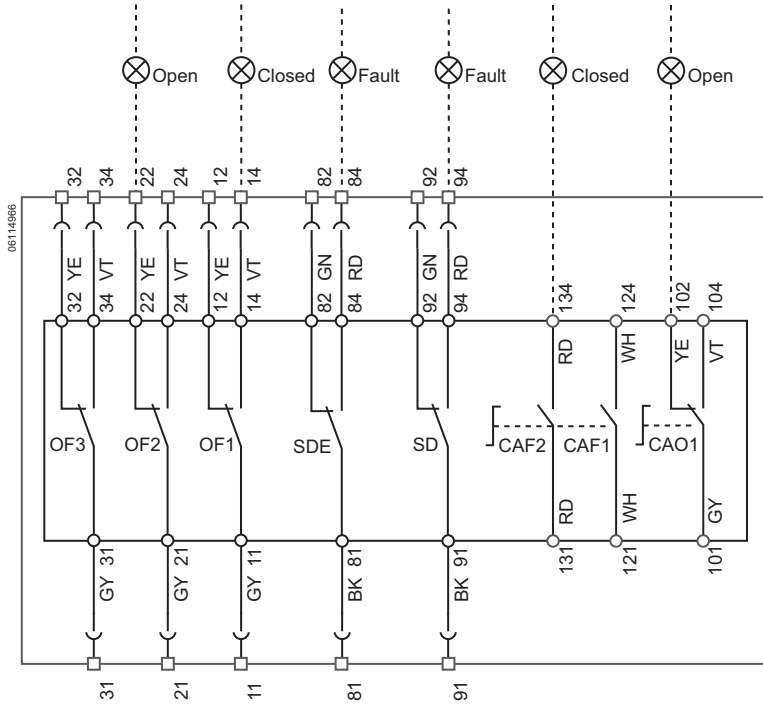 Open Closed Fault Fault Closed Open
32 34 22 24 12 14 82 84 92 94
06114966
YE VT YE VT YE VT GN RD GN RD
32 34 22 24 12 14 82 84 92 94 134 124 102 104
RD WH YE VT
OF3 OF2 OF1 SDE SD CAF2 CAF1 CAO1
RD WH GY
31 21 11 81 91 131 121 101
GY GY GY BK BK
31 21 11 81 91